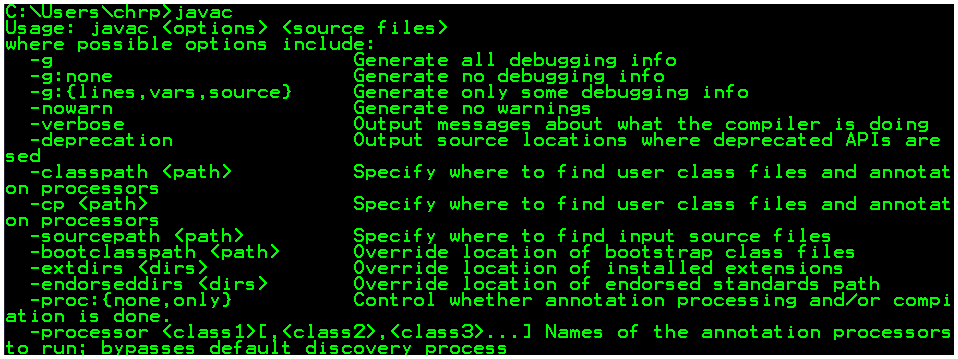 C:\Users\chrp>javac
Usage: javac <options> <source files>
where possible options include:
  -g                         Generate all debugging info
  -g:none                    Generate no debugging info
  -g:{lines,vars,source}     Generate only some debugging info
  -nowarn                    Generate no warnings
  -verbose                   Output messages about what the compiler is doing
  -deprecation               Output source locations where deprecated APIs are
sed
  -classpath <path>          Specify where to find user class files and annotat
on processors
  -cp <path>                 Specify where to find user class files and annotat
on processors
  -sourcepath <path>         Specify where to find input source files
  -bootclasspath <path>      Override location of bootstrap class files
  -extdirs <dirs>            Override location of installed extensions
  -endorseddirs <dirs>       Override location of endorsed standards path
  -proc:{none,only}          Control whether annotation processing and/or compi
ation is done.
  -processor <class1>[,<class2>,<class3>...] Names of the annotation processors
to run; bypasses default discovery process